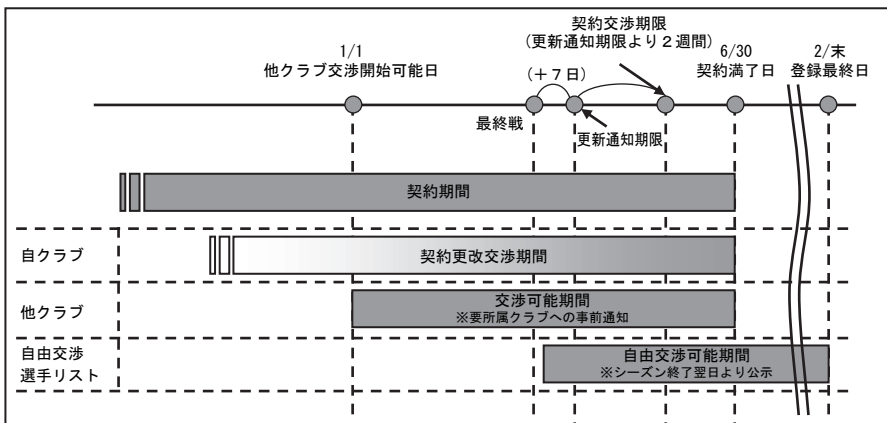 契約交渉期限
(更新通知期限より2週間)
1/1
他クラブ交渉開始可能日
6/30
契約満了日
2/末
登録最終日
(+7日)
最終戦
更新通知期限
契約期間
自クラブ
契約更改交渉期間
他クラブ
交渉可能期間
※要所属クラブへの事前通知
自由交渉
選手リスト
自由交渉可能期間
※シーズン終了翌日より公示